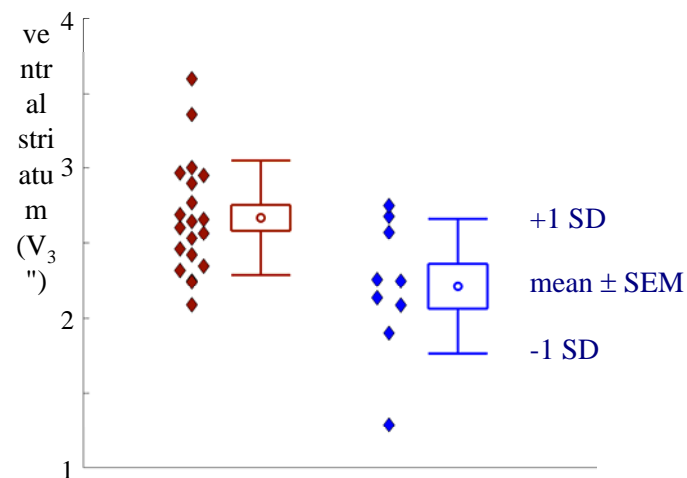 4
ve
ntr
al
stri
atu
m
(V₃
")
3
2
1
+1 SD
mean ± SEM
-1 SD